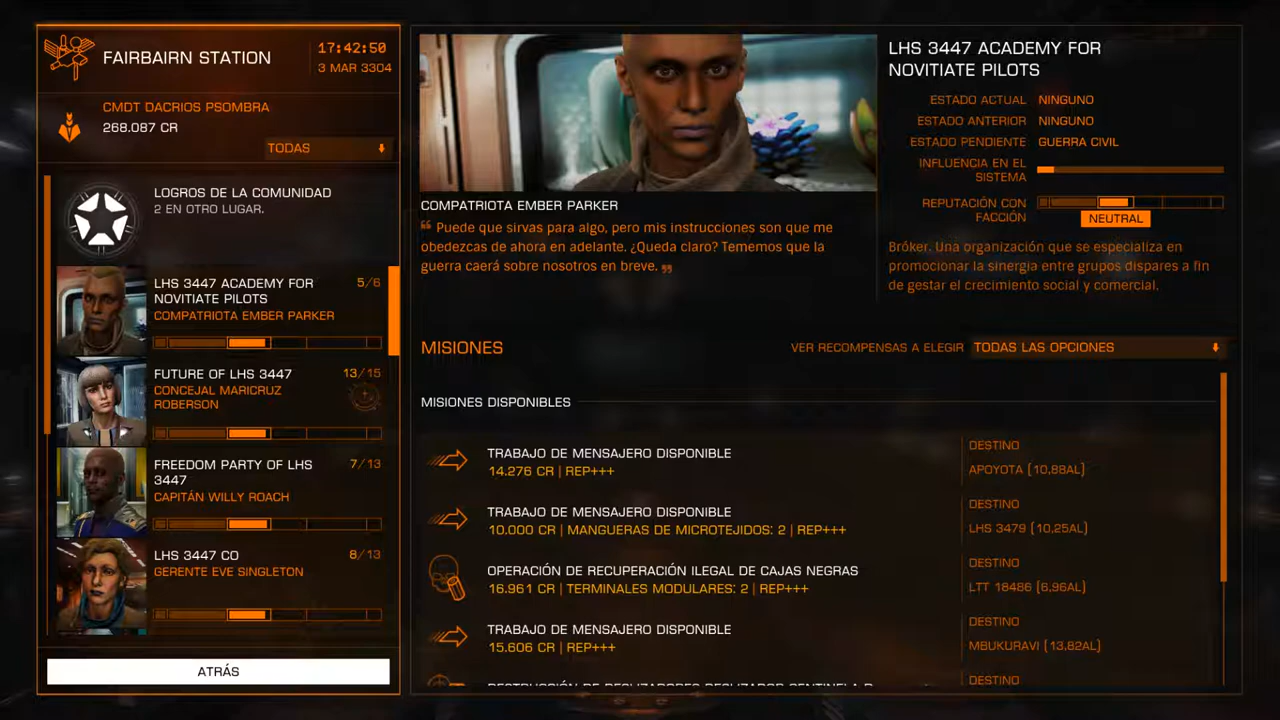 FAIRBAIRN STATION
17:42:50
3 MAR 3304
CMDT DACRIOS PSOMBRA
268.087 CR
TODAS
LOGROS DE LA COMUNIDAD
2 EN OTRO LUGAR.
LHS 3447 ACADEMY FOR
NOVITIATE PILOTS
5/6
COMPATRIOTA EMBER PARKER
FUTURE OF LHS 3447
13/15
CONCEJAL MARICRUZ
ROBERSON
FREEDOM PARTY OF LHS
3447
7/13
CAPITÁN WILLY ROACH
LHS 3447 CO
8/13
GERENTE EVE SINGLETON
ATRÁS
COMPATRIOTA EMBER PARKER
“ Puede que sirvas para algo, pero mis instrucciones son que me
obedezcas de ahora en adelante. ¿Queda claro? Tememos que la
guerra caerá sobre nosotros en breve. ”
LHS 3447 ACADEMY FOR
NOVITIATE PILOTS
ESTADO ACTUAL NINGUNO
ESTADO ANTERIOR NINGUNO
ESTADO PENDIENTE GUERRA CIVIL
INFLUENCIA EN EL
SISTEMA
REPUTACIÓN CON
FACCIÓN
NEUTRAL
Bróker. Una organización que se especializa en
promocionar la sinergia entre grupos dispares a fin
de gestar el crecimiento social y comercial.
MISIONES
VER RECOMPENSAS A ELEGIR TODAS LAS OPCIONES
MISIONES DISPONIBLES
TRABAJO DE MENSAJERO DISPONIBLE
14.276 CR | REP+++
DESTINO
APOYOTA (10,88AL)
TRABAJO DE MENSAJERO DISPONIBLE
10.000 CR | MANGUERAS DE MICROTEJIDOS: 2 | REP+++
DESTINO
LHS 3479 (10,25AL)
OPERACIÓN DE RECUPERACIÓN ILEGAL DE CAJAS NEGRAS
16.961 CR | TERMINALES MODULARES: 2 | REP+++
DESTINO
LTT 18486 (6,96AL)
TRABAJO DE MENSAJERO DISPONIBLE
15.606 CR | REP+++
DESTINO
MBUKURAVI (13,82AL)
DESTINO